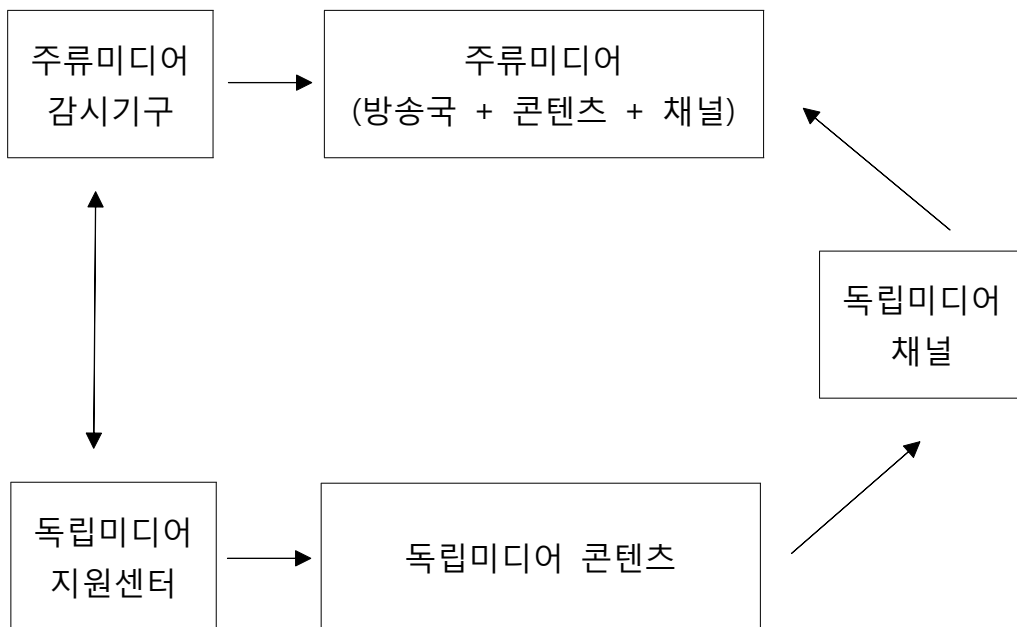 주류미디어
감시기구
주류미디어
(방송국 + 콘텐츠 + 채널)
독립미디어
채널
독립미디어
지원센터
독립미디어 콘텐츠